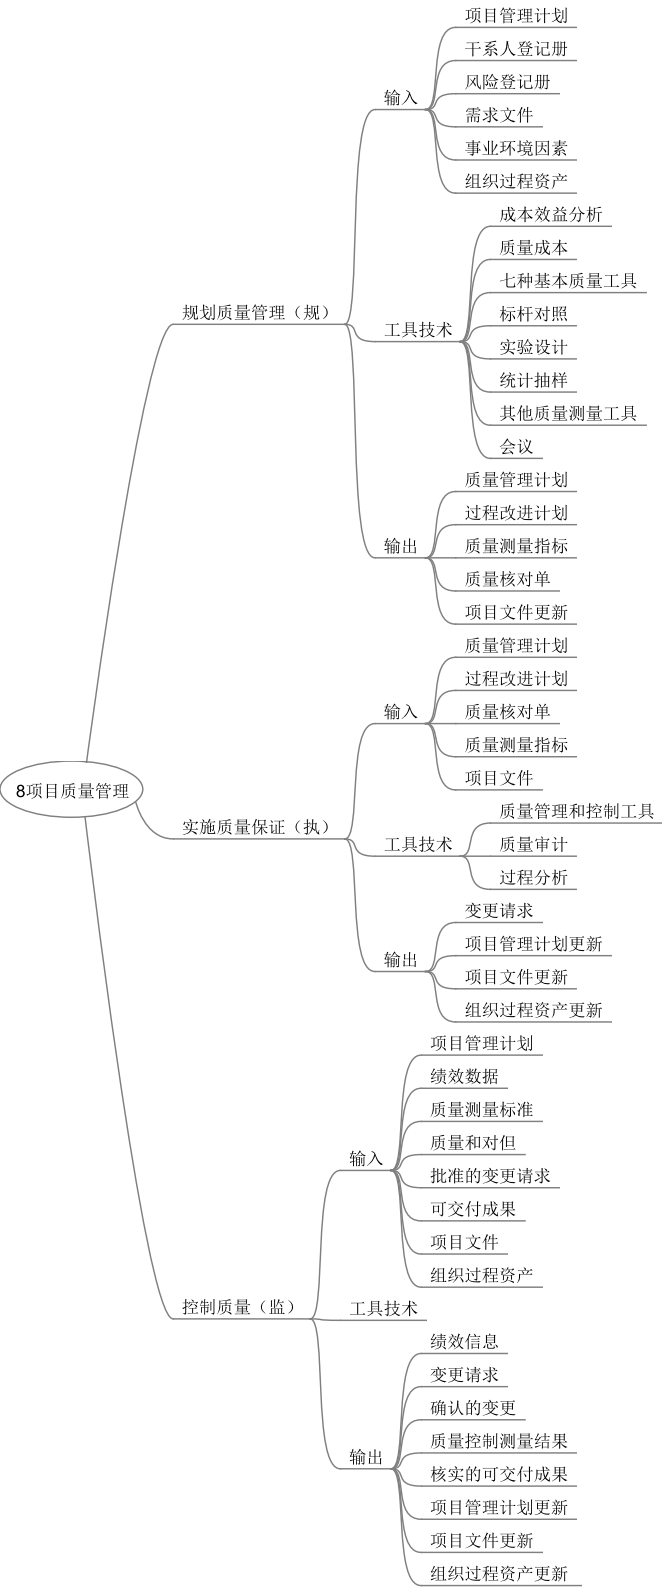 8项目质量管理
规划质量管理（规）
输入
项目管理计划
干系人登记册
风险登记册
需求文件
事业环境因素
组织过程资产
工具技术
成本效益分析
质量成本
七种基本质量工具
标杆对照
实验设计
统计抽样
其他质量测量工具
会议
输出
质量管理计划
过程改进计划
质量测量指标
质量核对单
项目文件更新
实施质量保证（执）
输入
质量管理计划
过程改进计划
质量核对单
质量测量指标
项目文件
工具技术
质量管理和控制工具
质量审计
过程分析
输出
变更请求
项目管理计划更新
项目文件更新
组织过程资产更新
控制质量（监）
输入
项目管理计划
绩效数据
质量测量标准
质量和对但
批准的变更请求
可交付成果
项目文件
组织过程资产
工具技术
输出
绩效信息
变更请求
确认的变更
质量控制测量结果
核实的可交付成果
项目管理计划更新
项目文件更新
组织过程资产更新